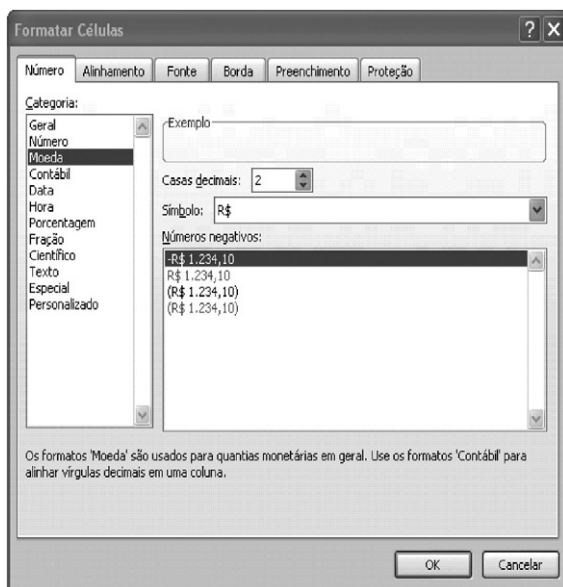 Formatar Células
Número Alinhamento Fonte Borda Preenchimento Proteção
Categoria:
Geral
Número
Moeda
Contábil
Data
Hora
Porcentagem
Fração
Científico
Texto
Especial
Personalizado
Exemplo
Casas decimais: 2
Símbolo: R$
Números negativos:
-R$ 1.234,10
R$ 1.234,10
(R$ 1.234,10)
(R$ 1.234,10)
Os formatos 'Moeda' são usados para quantias monetárias em geral. Use os formatos 'Contábil' para
alinhar vírgulas decimais em uma coluna.
OK Cancelar